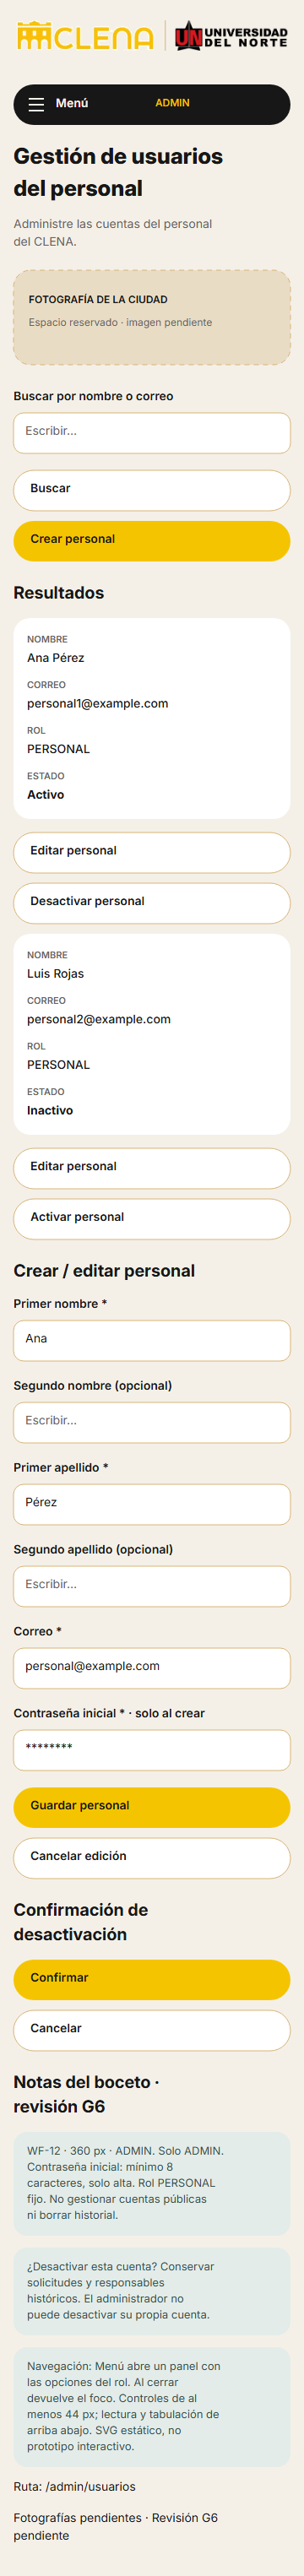 CLENA
UNIVERSIDAD
DEL NORTE
Menú
ADMIN
Gestión de usuarios
del personal
Administre las cuentas del personal
del CLENA.
FOTOGRAFÍA DE LA CIUDAD
Espacio reservado · imagen pendiente
Buscar por nombre o correo
Escribir...
Buscar
Crear personal
Resultados
NOMBRE
Ana Pérez
CORREO
personal1@example.com
ROL
PERSONAL
ESTADO
Activo
Editar personal
Desactivar personal
NOMBRE
Luis Rojas
CORREO
personal2@example.com
ROL
PERSONAL
ESTADO
Inactivo
Editar personal
Activar personal
Crear / editar personal
Primer nombre *
Ana
Segundo nombre (opcional)
Escribir...
Primer apellido *
Pérez
Segundo apellido (opcional)
Escribir...
Correo *
personal@example.com
Contraseña inicial * · solo al crear
********
Guardar personal
Cancelar edición
Confirmación de
desactivación
Confirmar
Cancelar
Notas del boceto ·
revisión G6
WF-12 · 360 px · ADMIN. Solo ADMIN.
Contraseña inicial: mínimo 8
caracteres, solo alta. Rol PERSONAL
fijo. No gestionar cuentas públicas
ni borrar historial.
¿Desactivar esta cuenta? Conservar
solicitudes y responsables
históricos. El administrador no
puede desactivar su propia cuenta.
Navegación: Menú abre un panel con
las opciones del rol. Al cerrar
devuelve el foco. Controles de al
menos 44 px; lectura y tabulación de
arriba abajo. SVG estático, no
prototipo interactivo.
Ruta: /admin/usuarios
Fotografías pendientes · Revisión G6
pendiente